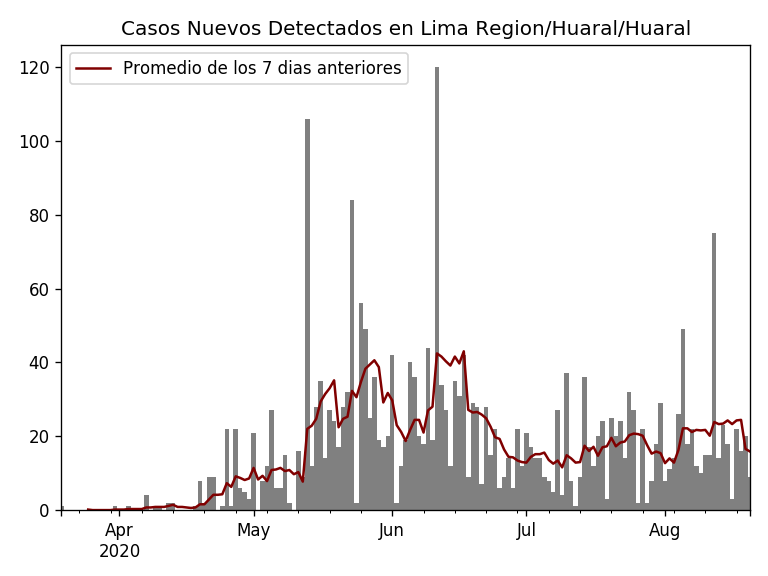 Casos Nuevos Detectados en Lima Region/Huaral/Huaral
Promedio de los 7 dias anteriores
120
100
80
60
40
20
0
Apr
2020
May
Jun
Jul
Aug